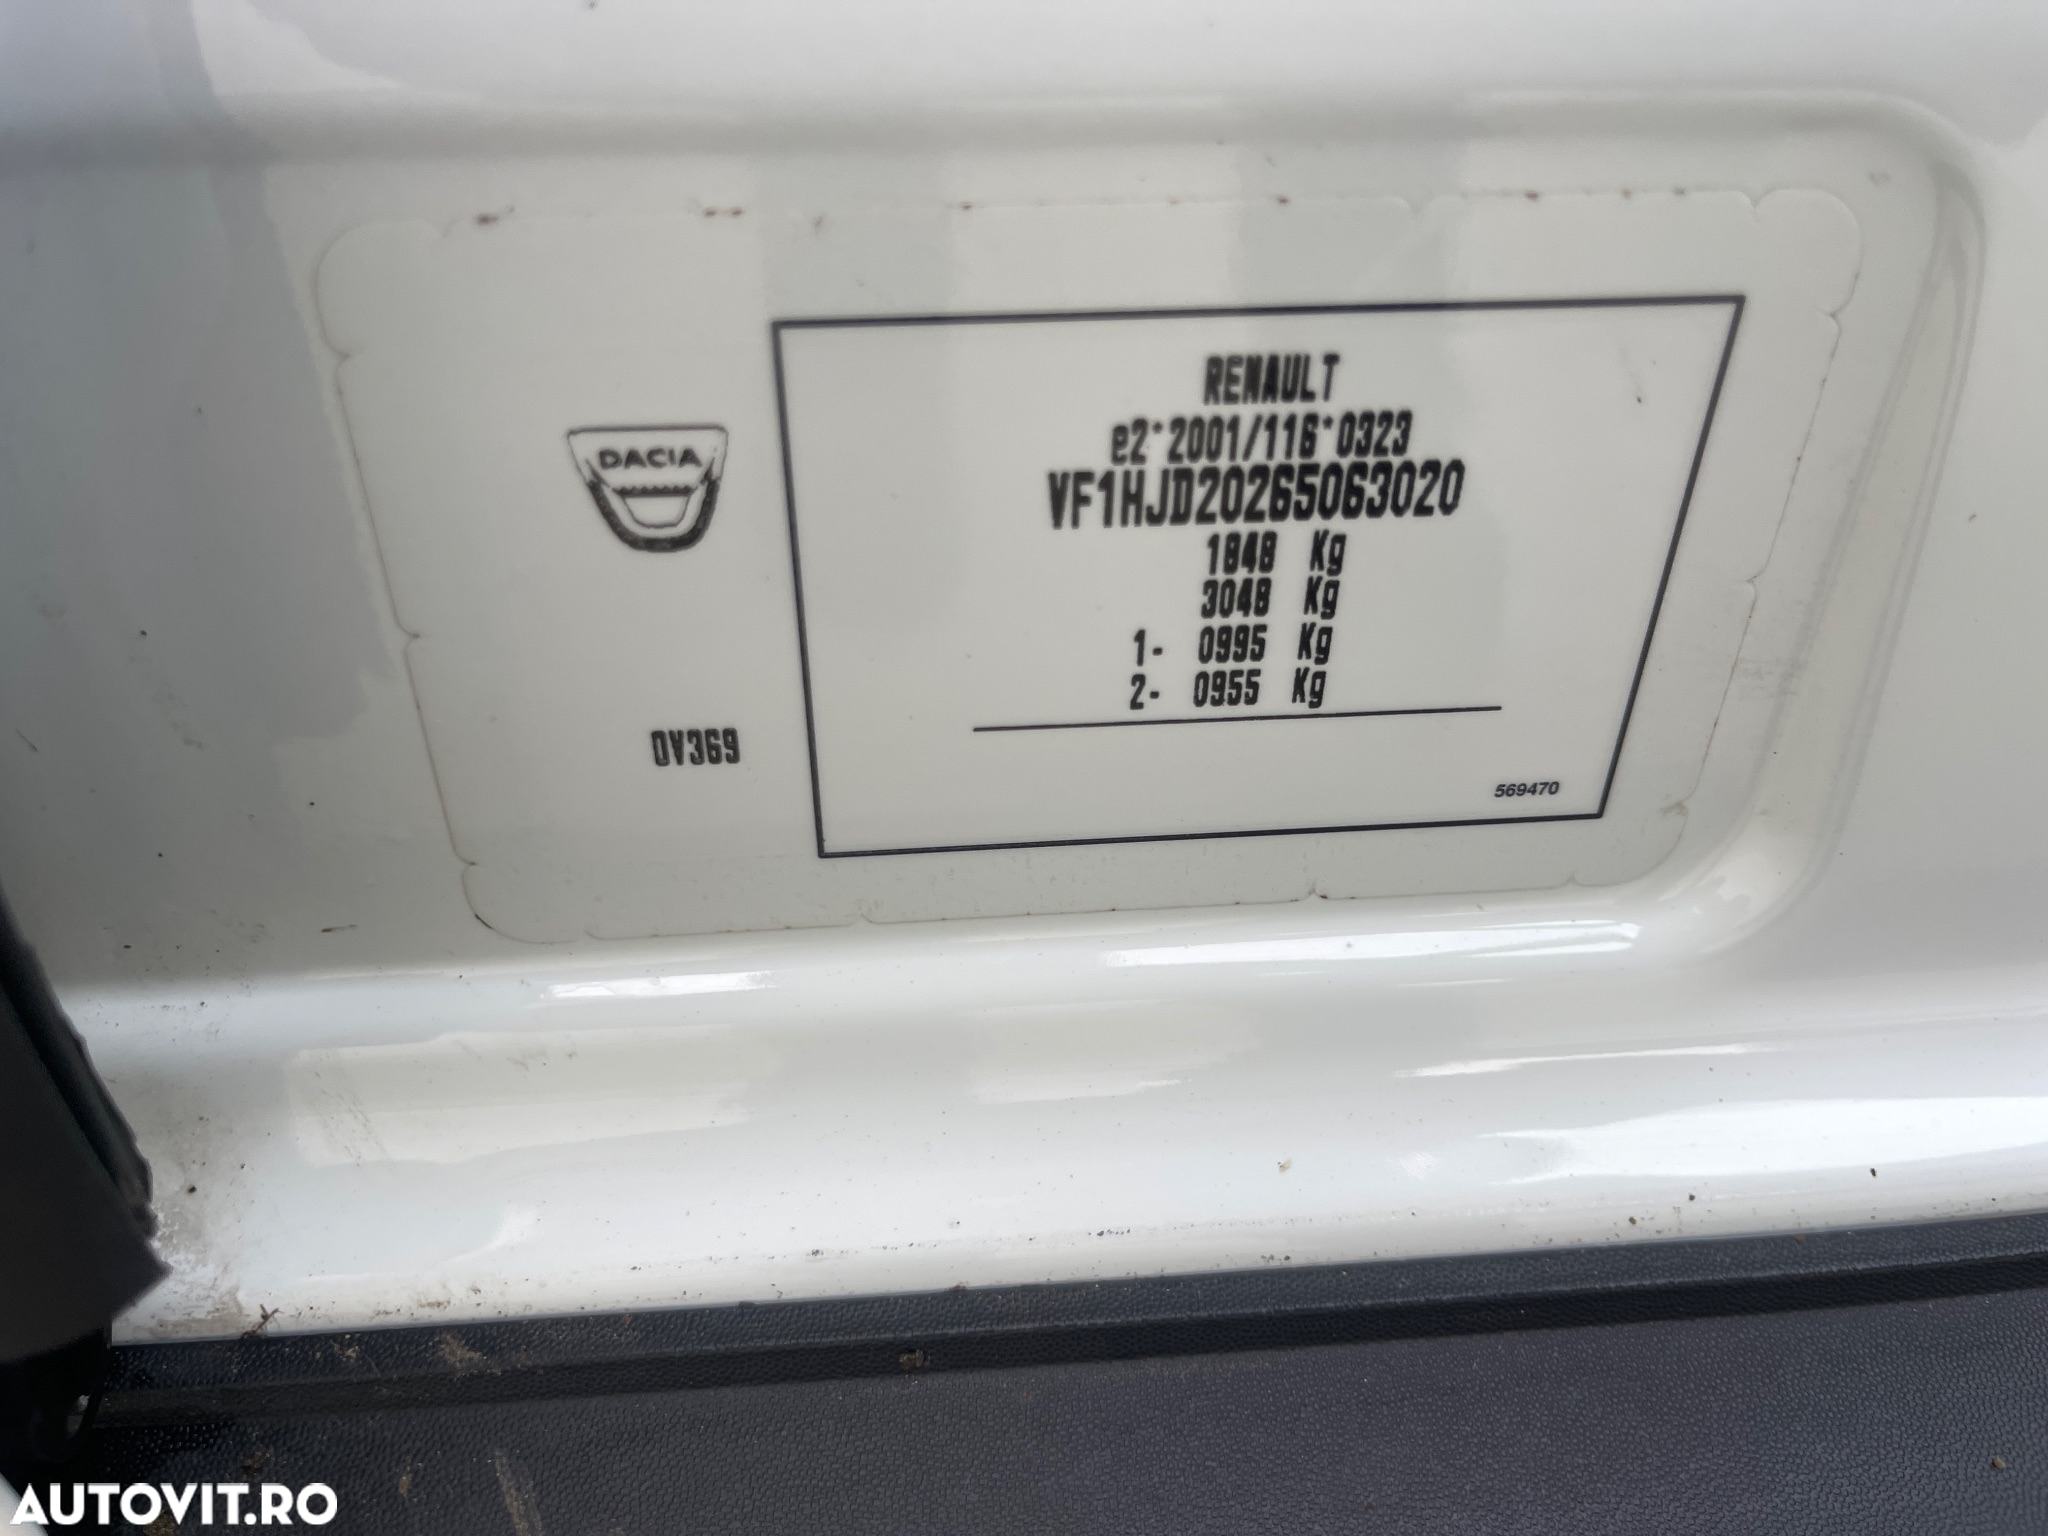 RENAULT
e2*2001/116*0323
VF1HJD20265063020
1848 Kg
3048 Kg
1- 0995 Kg
2- 0955 Kg
DACIA
0V369
569470
AUTOVIT.RO